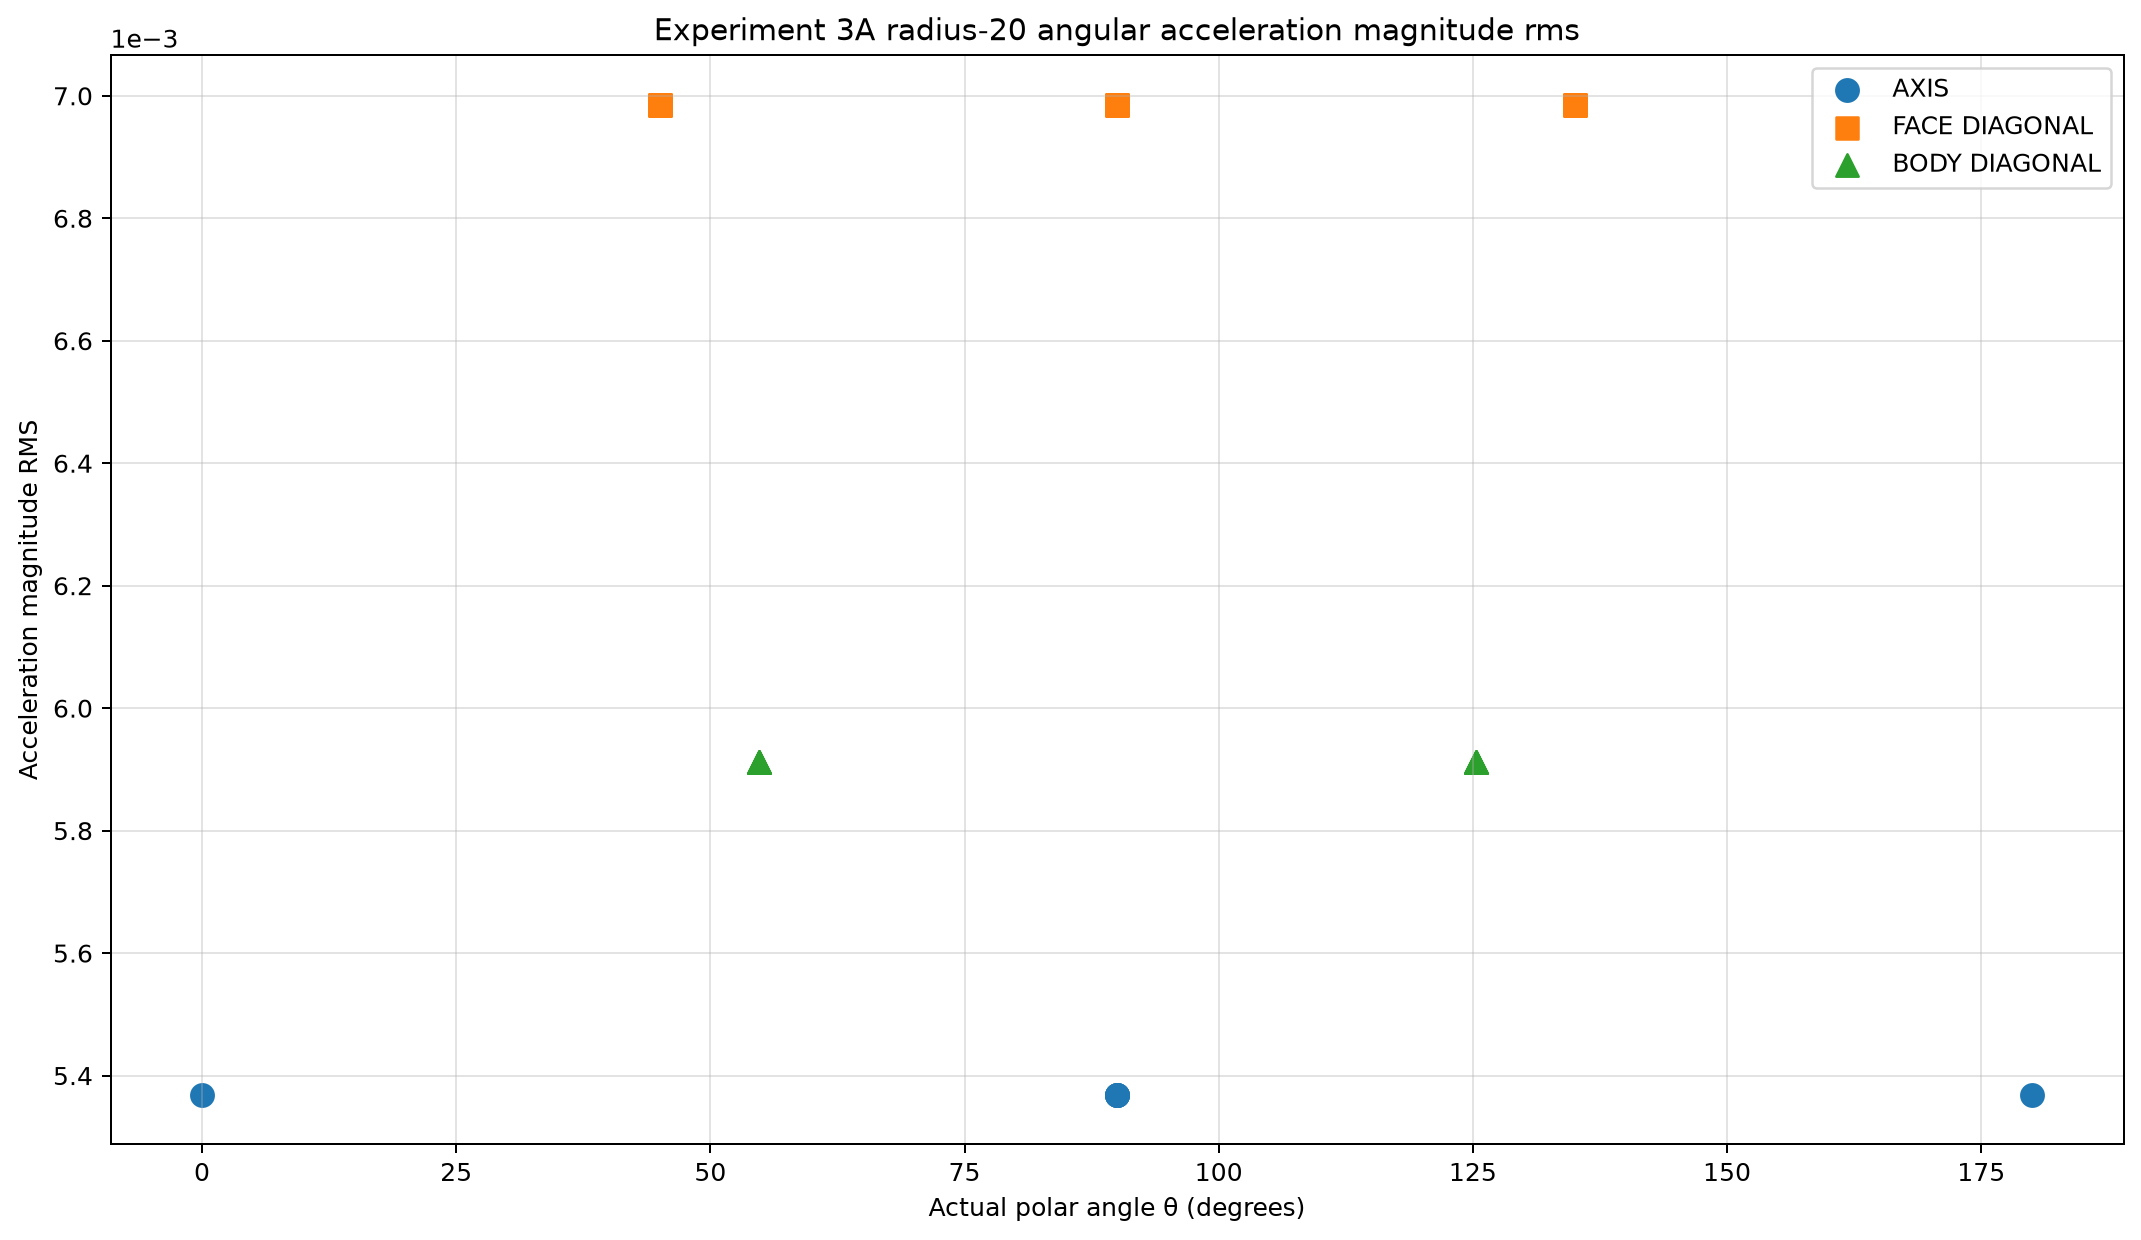 Experiment 3A radius-20 angular acceleration magnitude rms
1e−3
AXIS
FACE DIAGONAL
BODY DIAGONAL
7.0
6.8
6.6
6.4
6.2
6.0
5.8
5.6
5.4
Acceleration magnitude RMS
0 25 50 75 100 125 150 175
Actual polar angle θ (degrees)